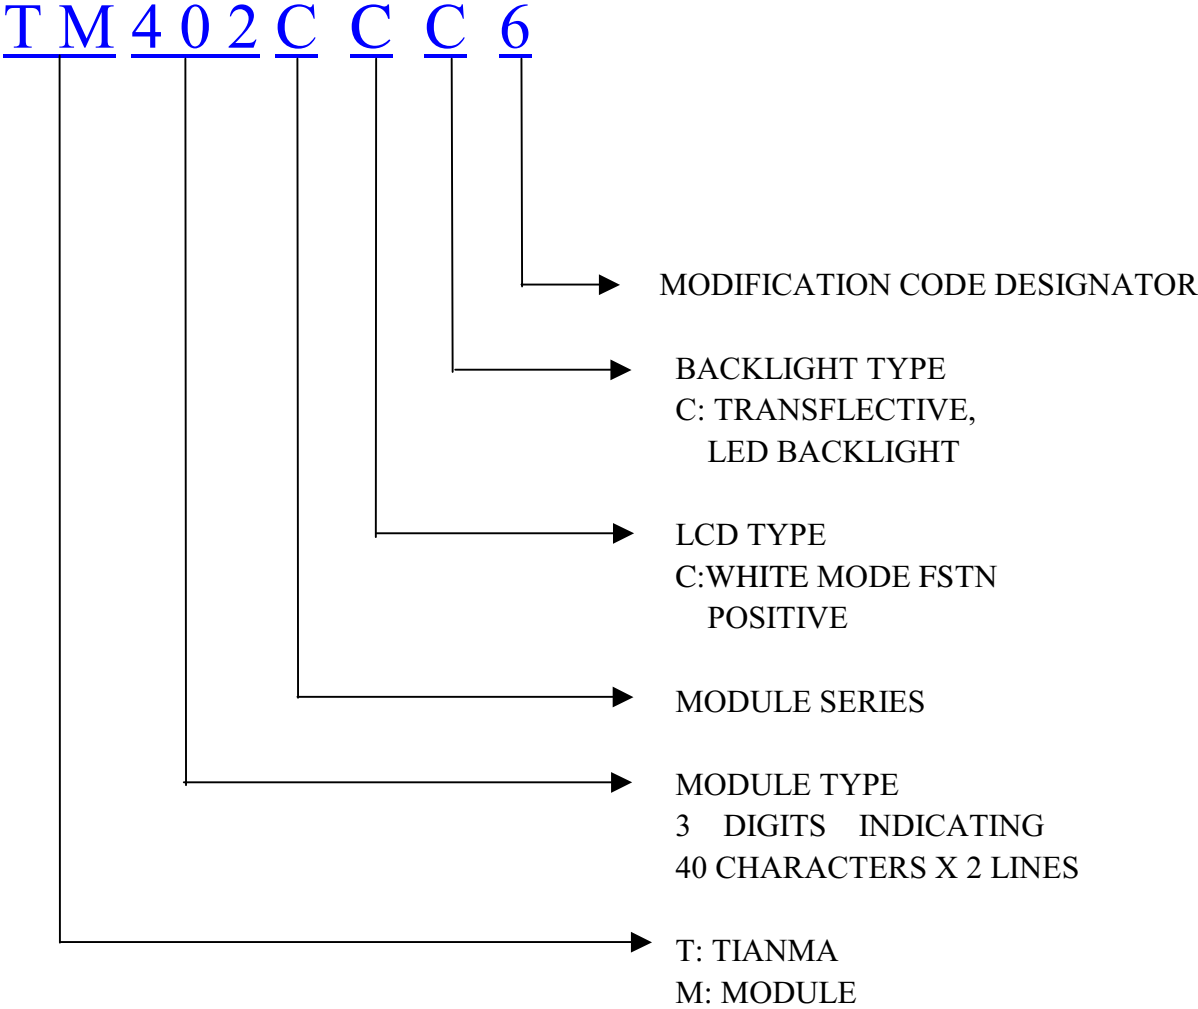 T M 4 0 2 C C C 6
MODIFICATION CODE DESIGNATOR
BACKLIGHT TYPE
C: TRANSFLECTIVE,
LED BACKLIGHT
LCD TYPE
C:WHITE MODE FSTN
POSITIVE
MODULE SERIES
MODULE TYPE
3 DIGITS INDICATING
40 CHARACTERS X 2 LINES
T: TIANMA
M: MODULE